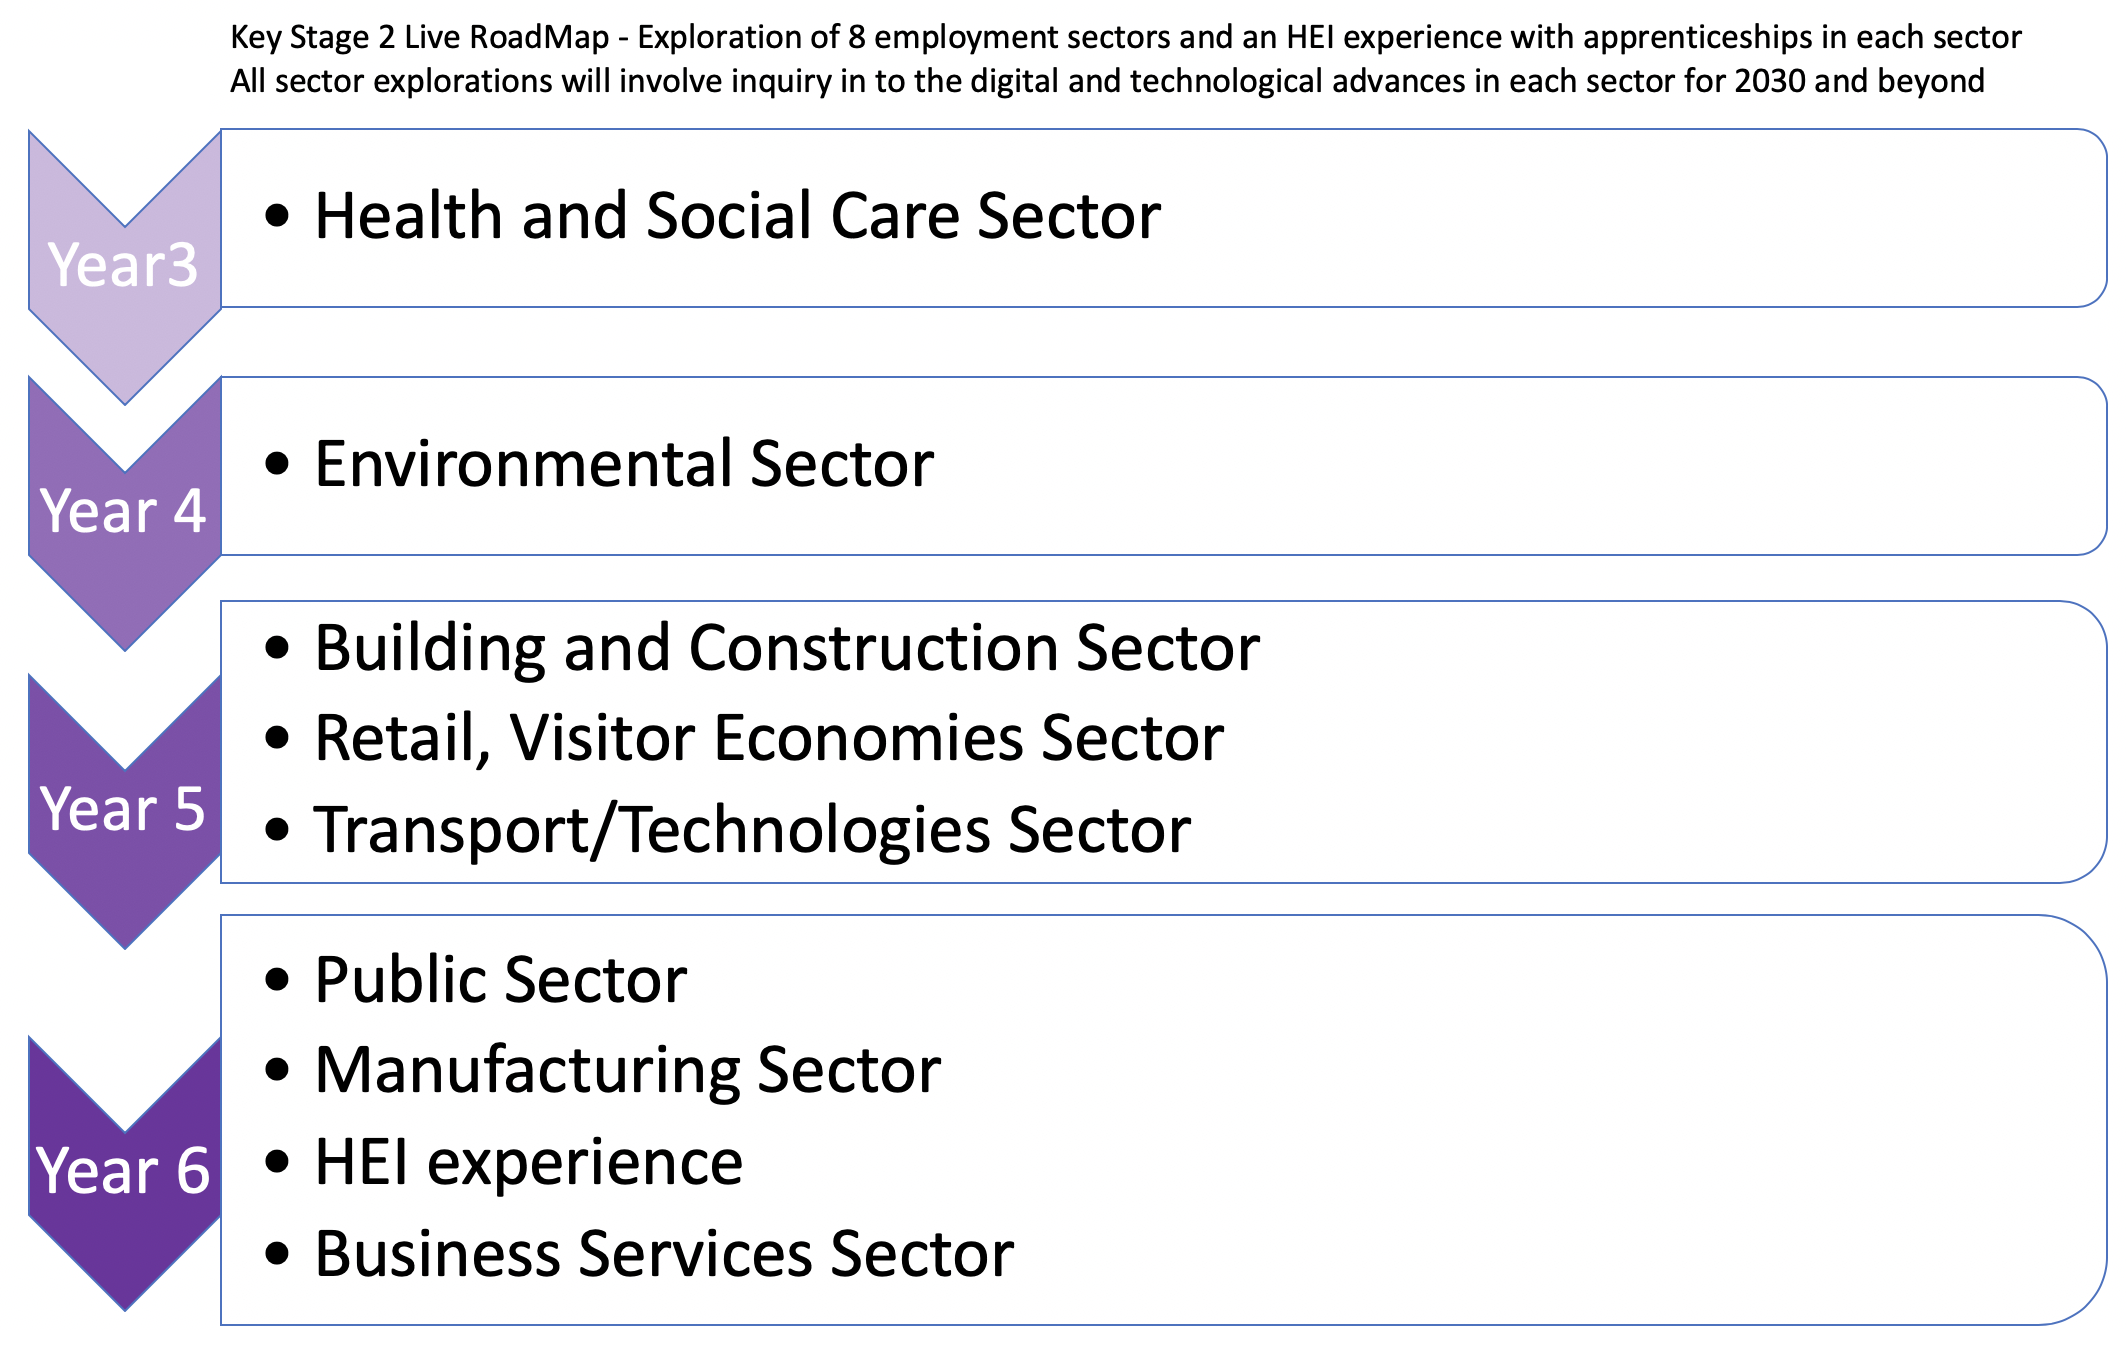 Key Stage 2 Live RoadMap - Exploration of 8 employment sectors and an HEI experience with apprenticeships in each sector
All sector explorations will involve inquiry in to the digital and technological advances in each sector for 2030 and beyond
Year3
• Health and Social Care Sector
Year 4
• Environmental Sector
Year 5
• Building and Construction Sector
• Retail, Visitor Economies Sector
• Transport/Technologies Sector
Year 6
• Public Sector
• Manufacturing Sector
• HEI experience
• Business Services Sector